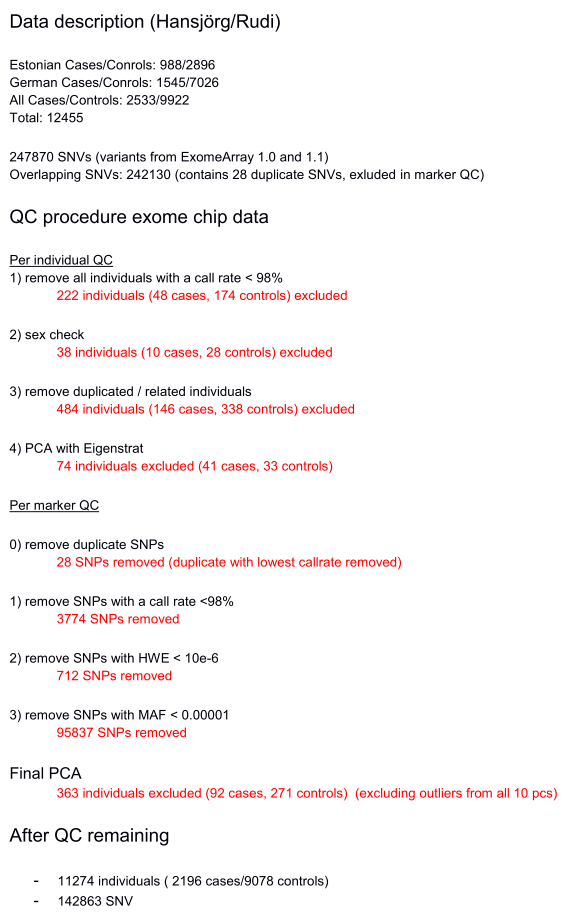 Data description (Hansjörg/Rudi)
Estonian Cases/Conrols: 988/2896
German Cases/Conrols: 1545/7026
All Cases/Controls: 2533/9922
Total: 12455
247870 SNVs (variants from ExomeArray 1.0 and 1.1)
Overlapping SNVs: 242130 (contains 28 duplicate SNVs, exluded in marker QC)
QC procedure exome chip data
Per individual QC
1) remove all individuals with a call rate < 98%
222 individuals (48 cases, 174 controls) excluded
2) sex check
38 individuals (10 cases, 28 controls) excluded
3) remove duplicated / related individuals
484 individuals (146 cases, 338 controls) excluded
4) PCA with Eigenstrat
74 individuals excluded (41 cases, 33 controls)
Per marker QC
0) remove duplicate SNPs
28 SNPs removed (duplicate with lowest callrate removed)
1) remove SNPs with a call rate <98%
3774 SNPs removed
2) remove SNPs with HWE < 10e-6
712 SNPs removed
3) remove SNPs with MAF < 0.00001
95837 SNPs removed
Final PCA
363 individuals excluded (92 cases, 271 controls)  (excluding outliers from all 10 pcs)
After QC remaining
- 11274 individuals ( 2196 cases/9078 controls)
- 142863 SNV